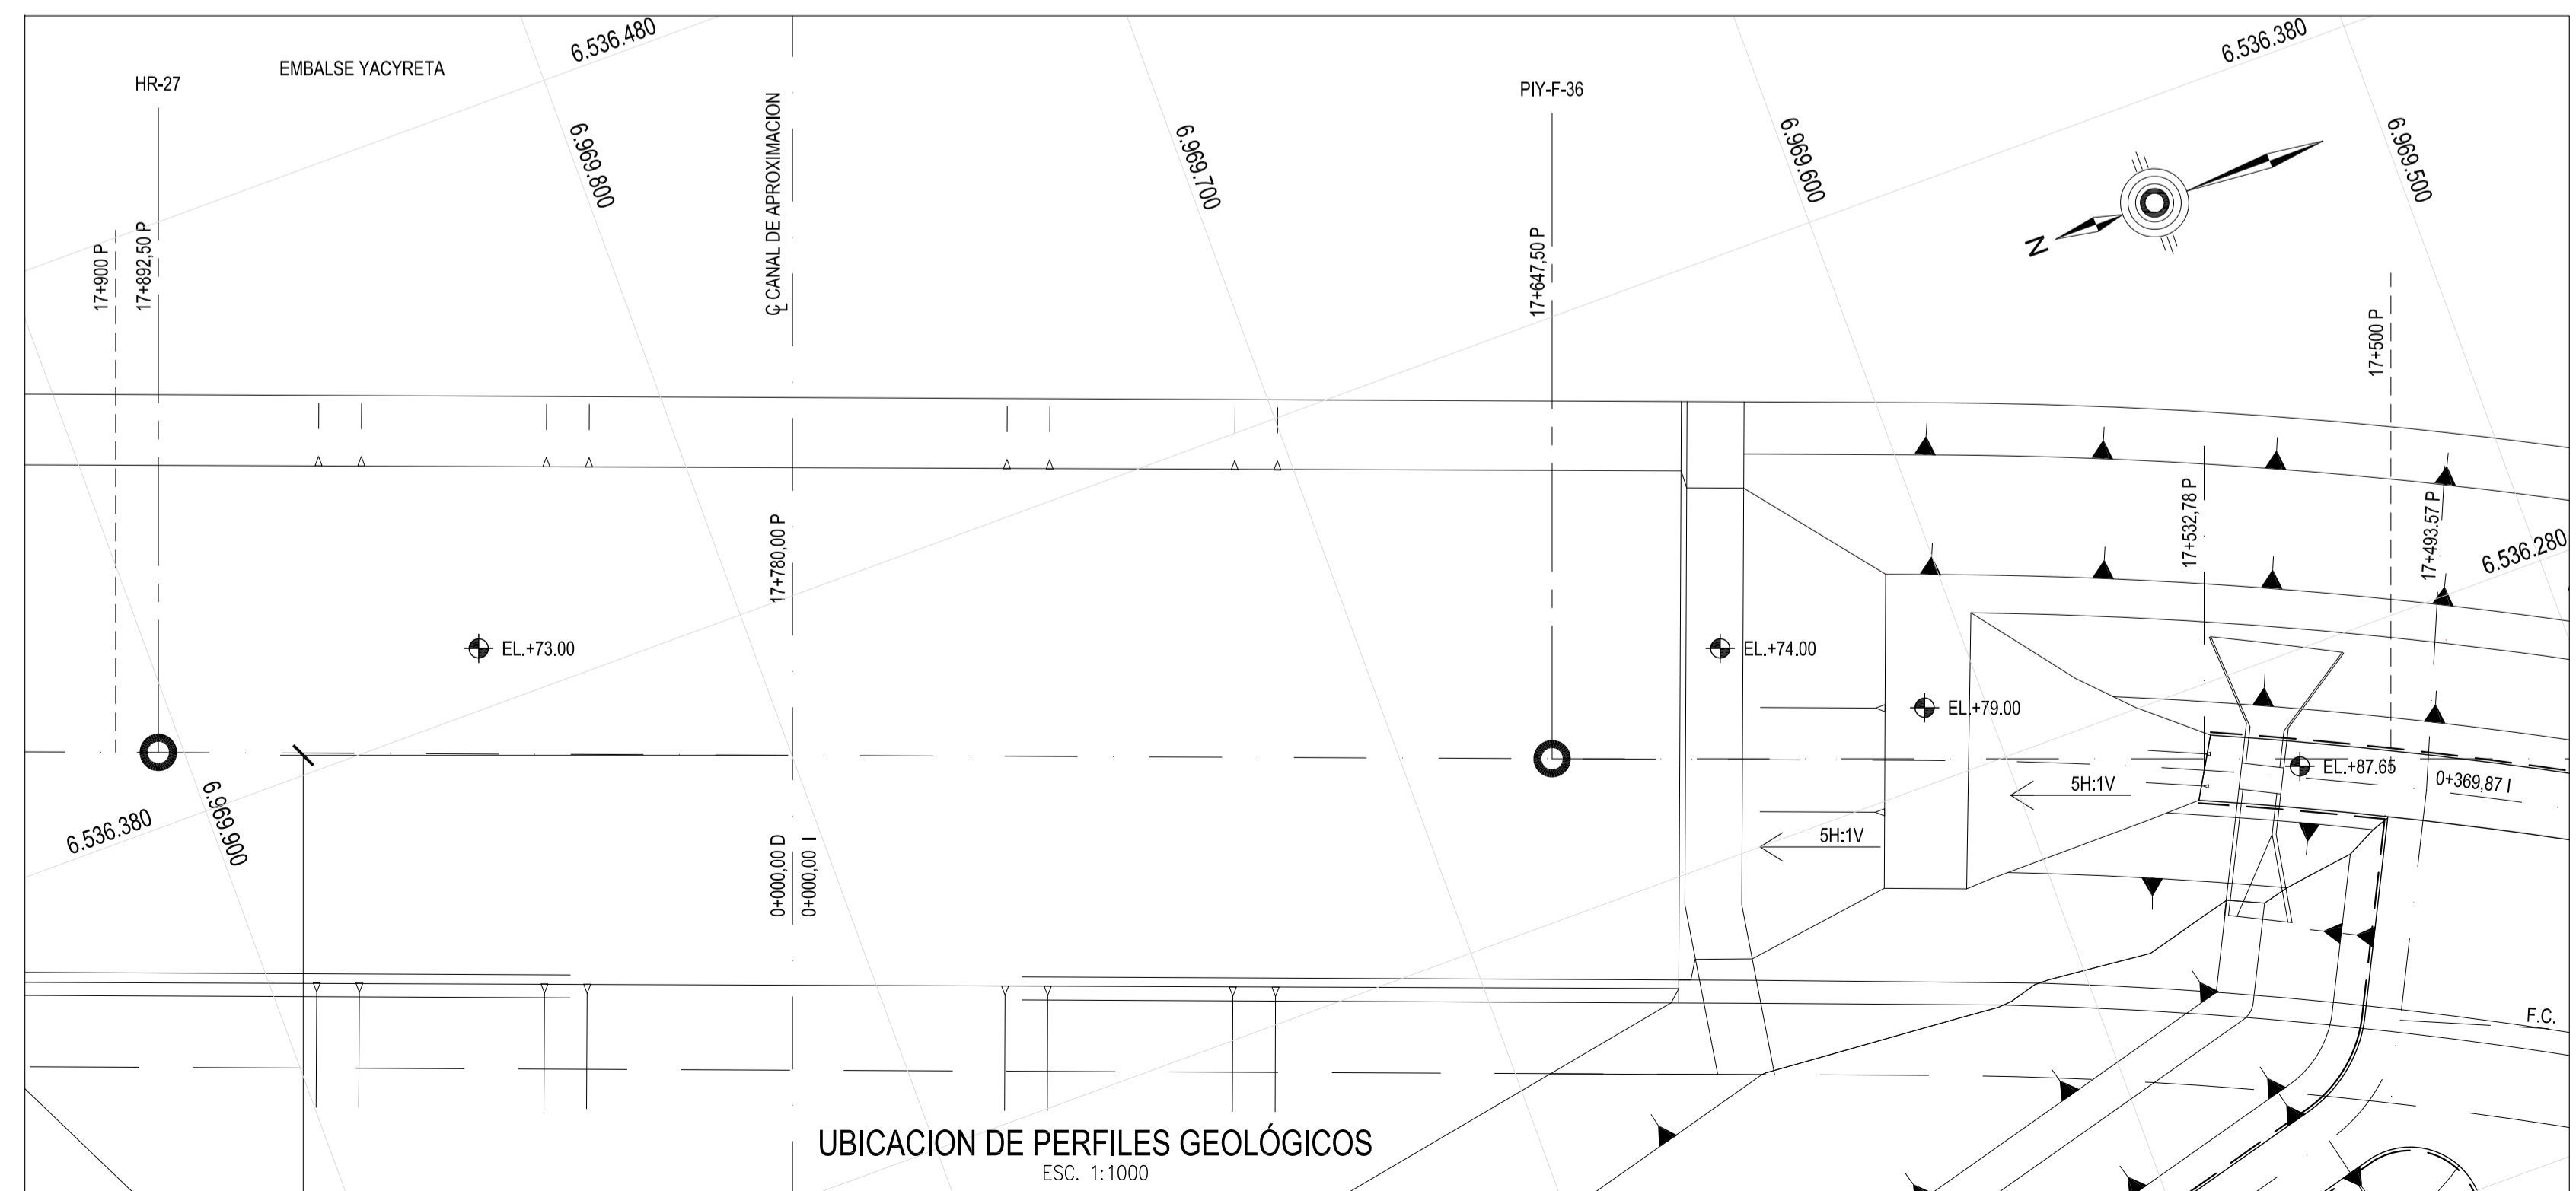 6.536.480
6.536.380
EMBALSE YACYRETA
HR-27
PIY-F-36
CANAL DE APROXIMACION
6.969.800
6.969.700
6.969.600
6.969.500
N
17+900 P
17+892,50 P
17+647,50 P
17+500 P
17+780,00 P
17+532,78 P
17+493.57 P
6.536.280
EL.+73.00
EL.+74.00
EL.+79.00
EL.+87.65
0+369,87 I
5H:1V
5H:1V
6.536.380
6.969.900
0+000,00 D
0+000,00 I
F.C.
UBICACION DE PERFILES GEOLÓGICOS
ESC. 1:1000